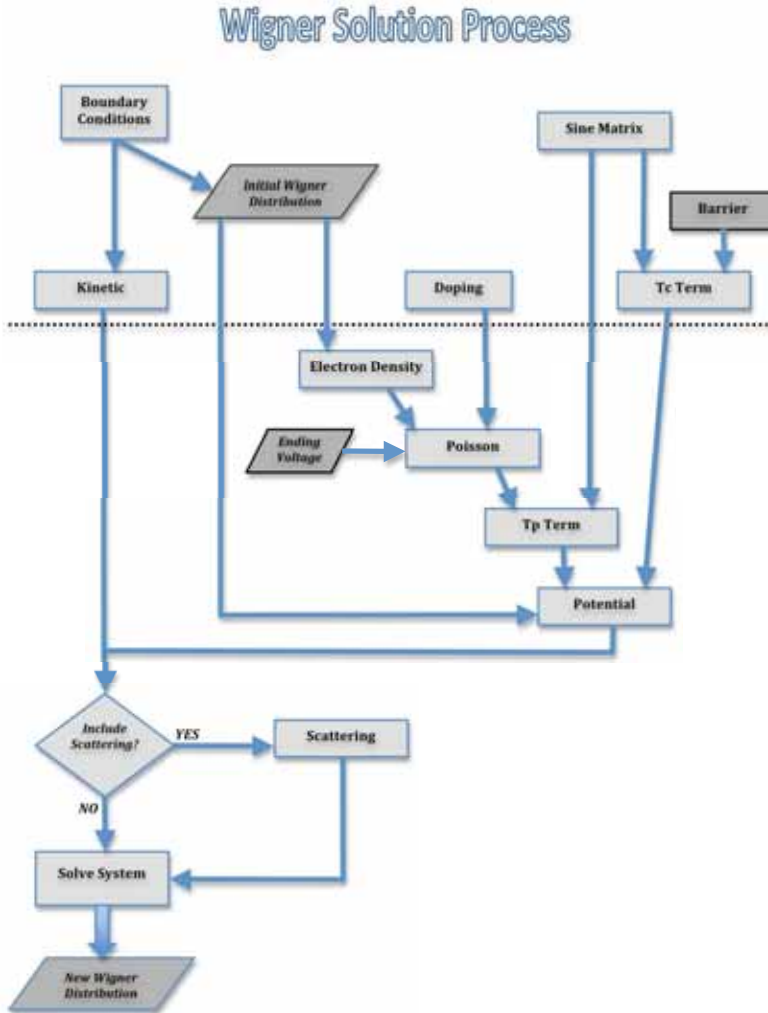 Wigner Solution Process
Boundary
Conditions
Sine Matrix
Initial Wigner
Distribution
Barrier
Kinetic
Doping
Tc Term
Electron Density
Ending
Voltage
Poisson
Tp Term
Potential
Include
Scattering?
YES
Scattering
NO
Solve System
New Wigner
Distribution